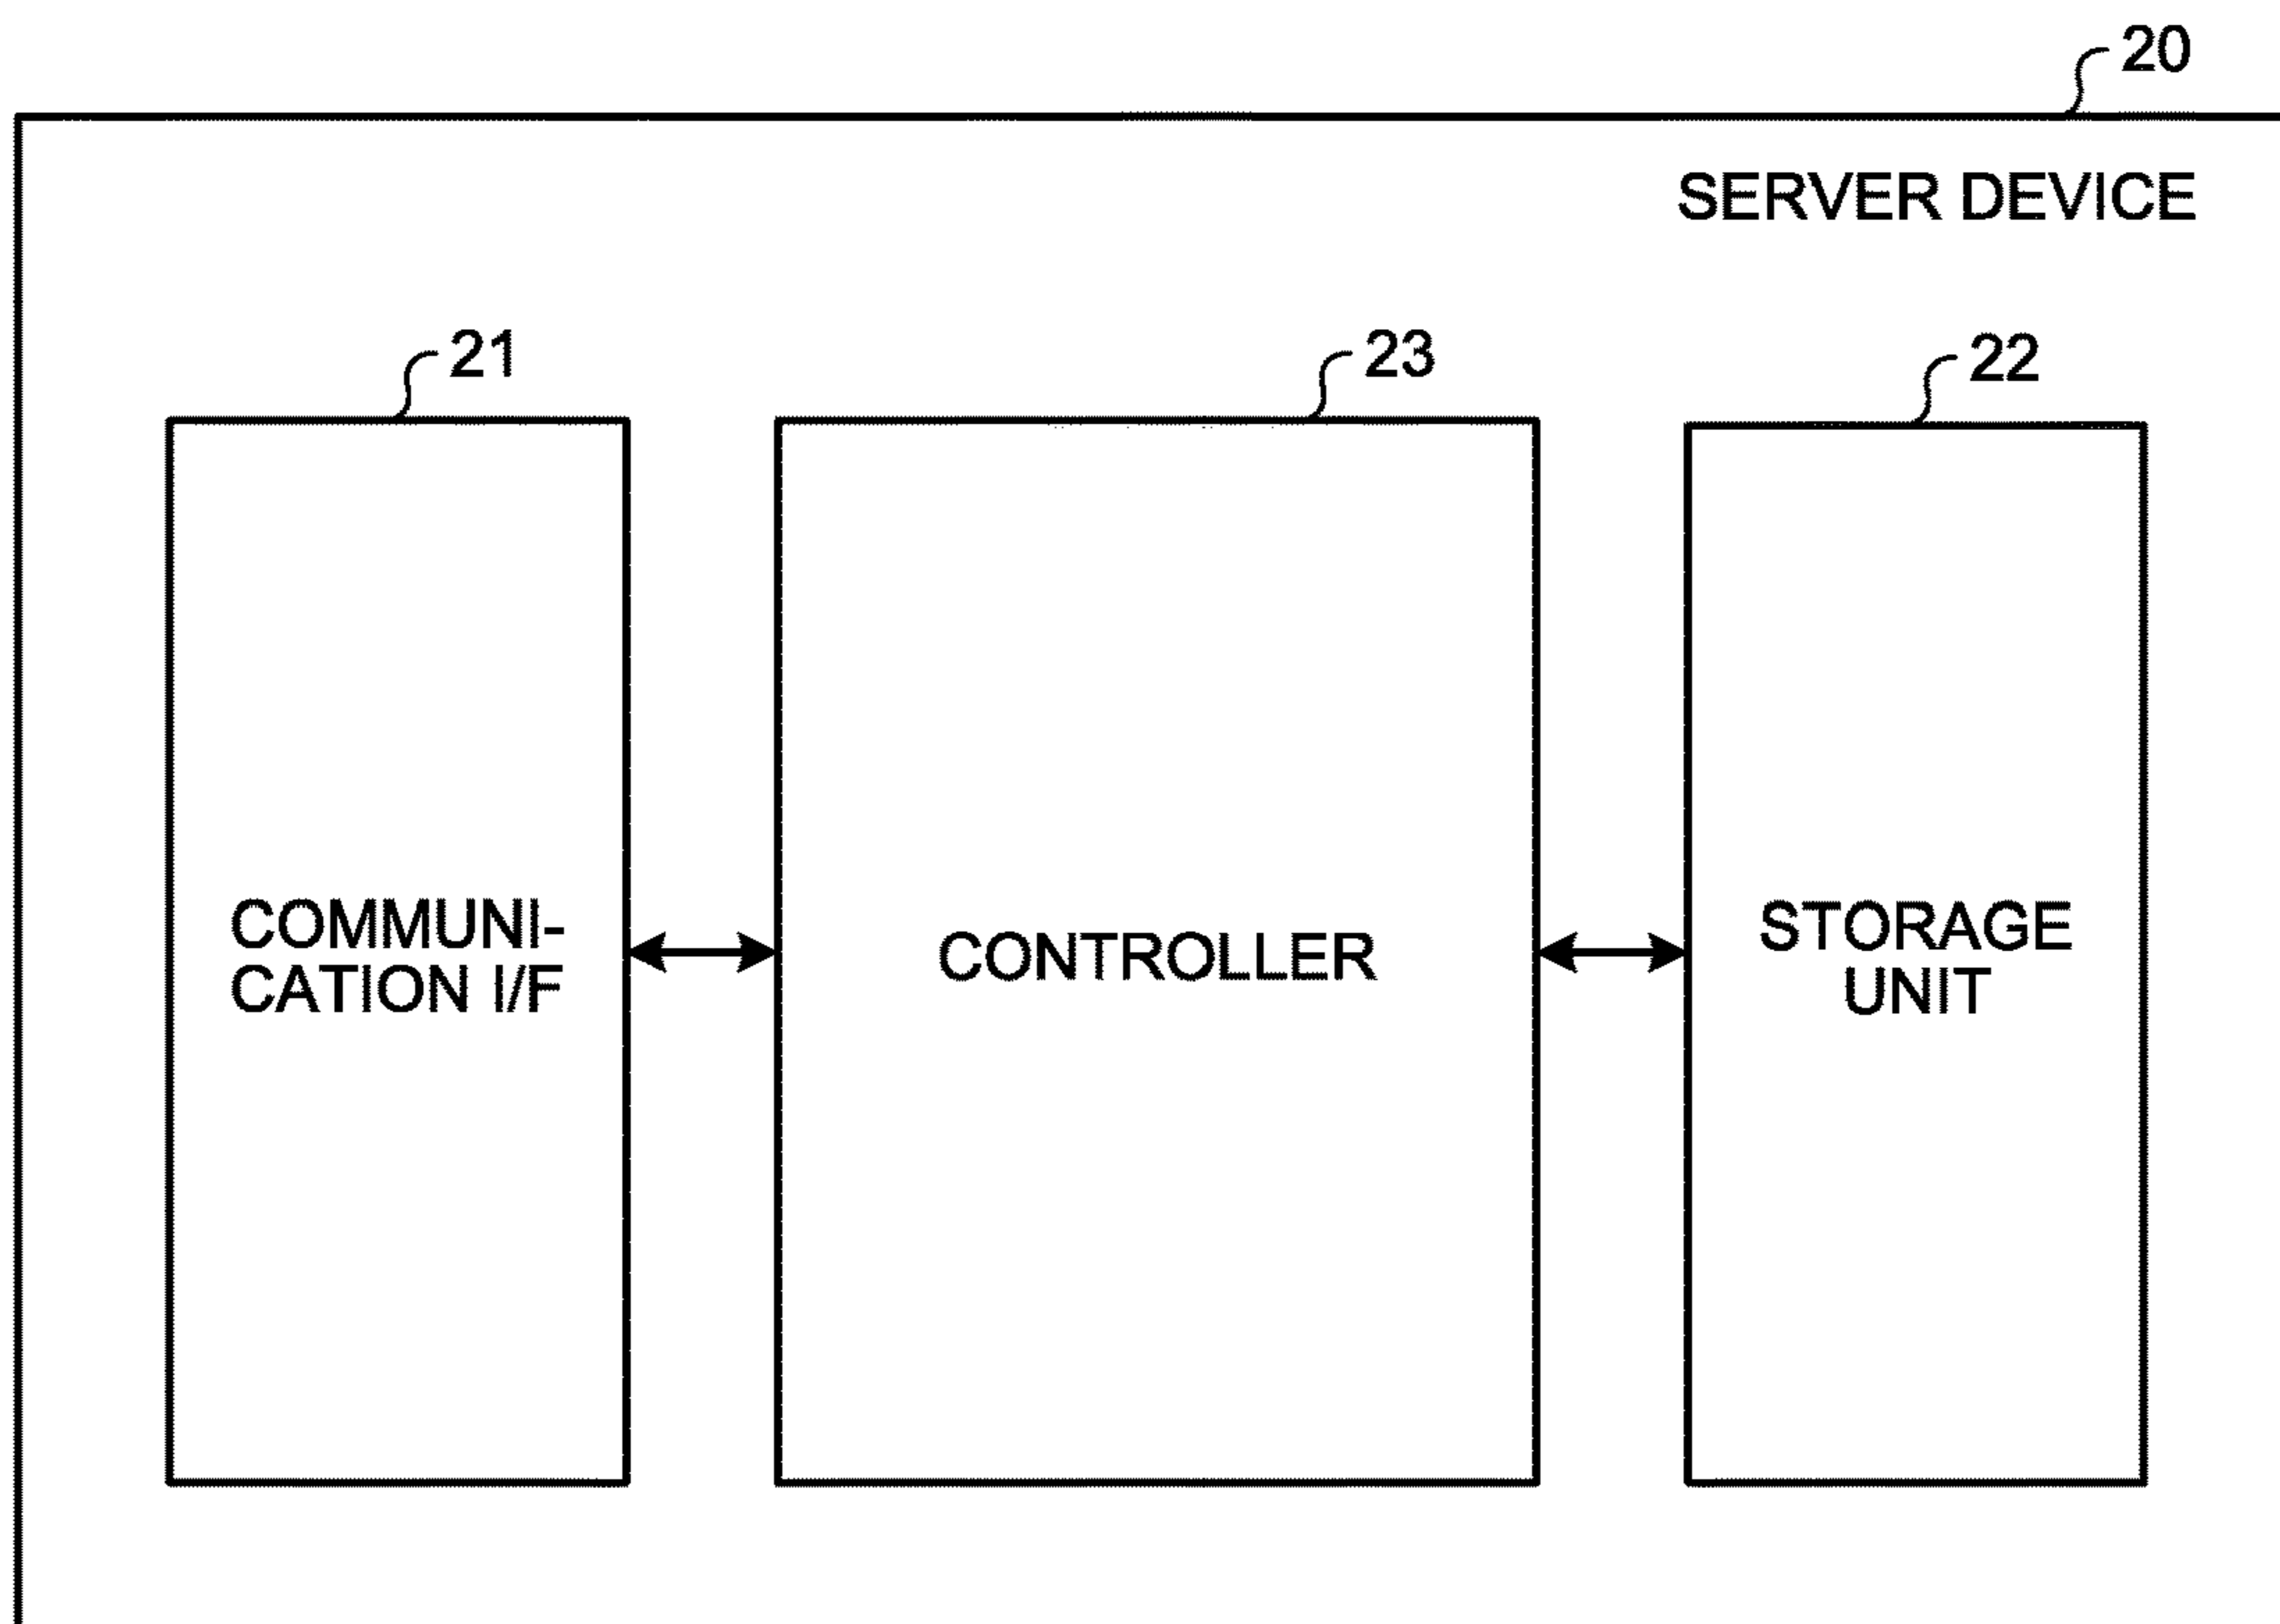 20
SERVER DEVICE
21
23
22
COMMUNI-
CATION I/F
CONTROLLER
STORAGE
UNIT